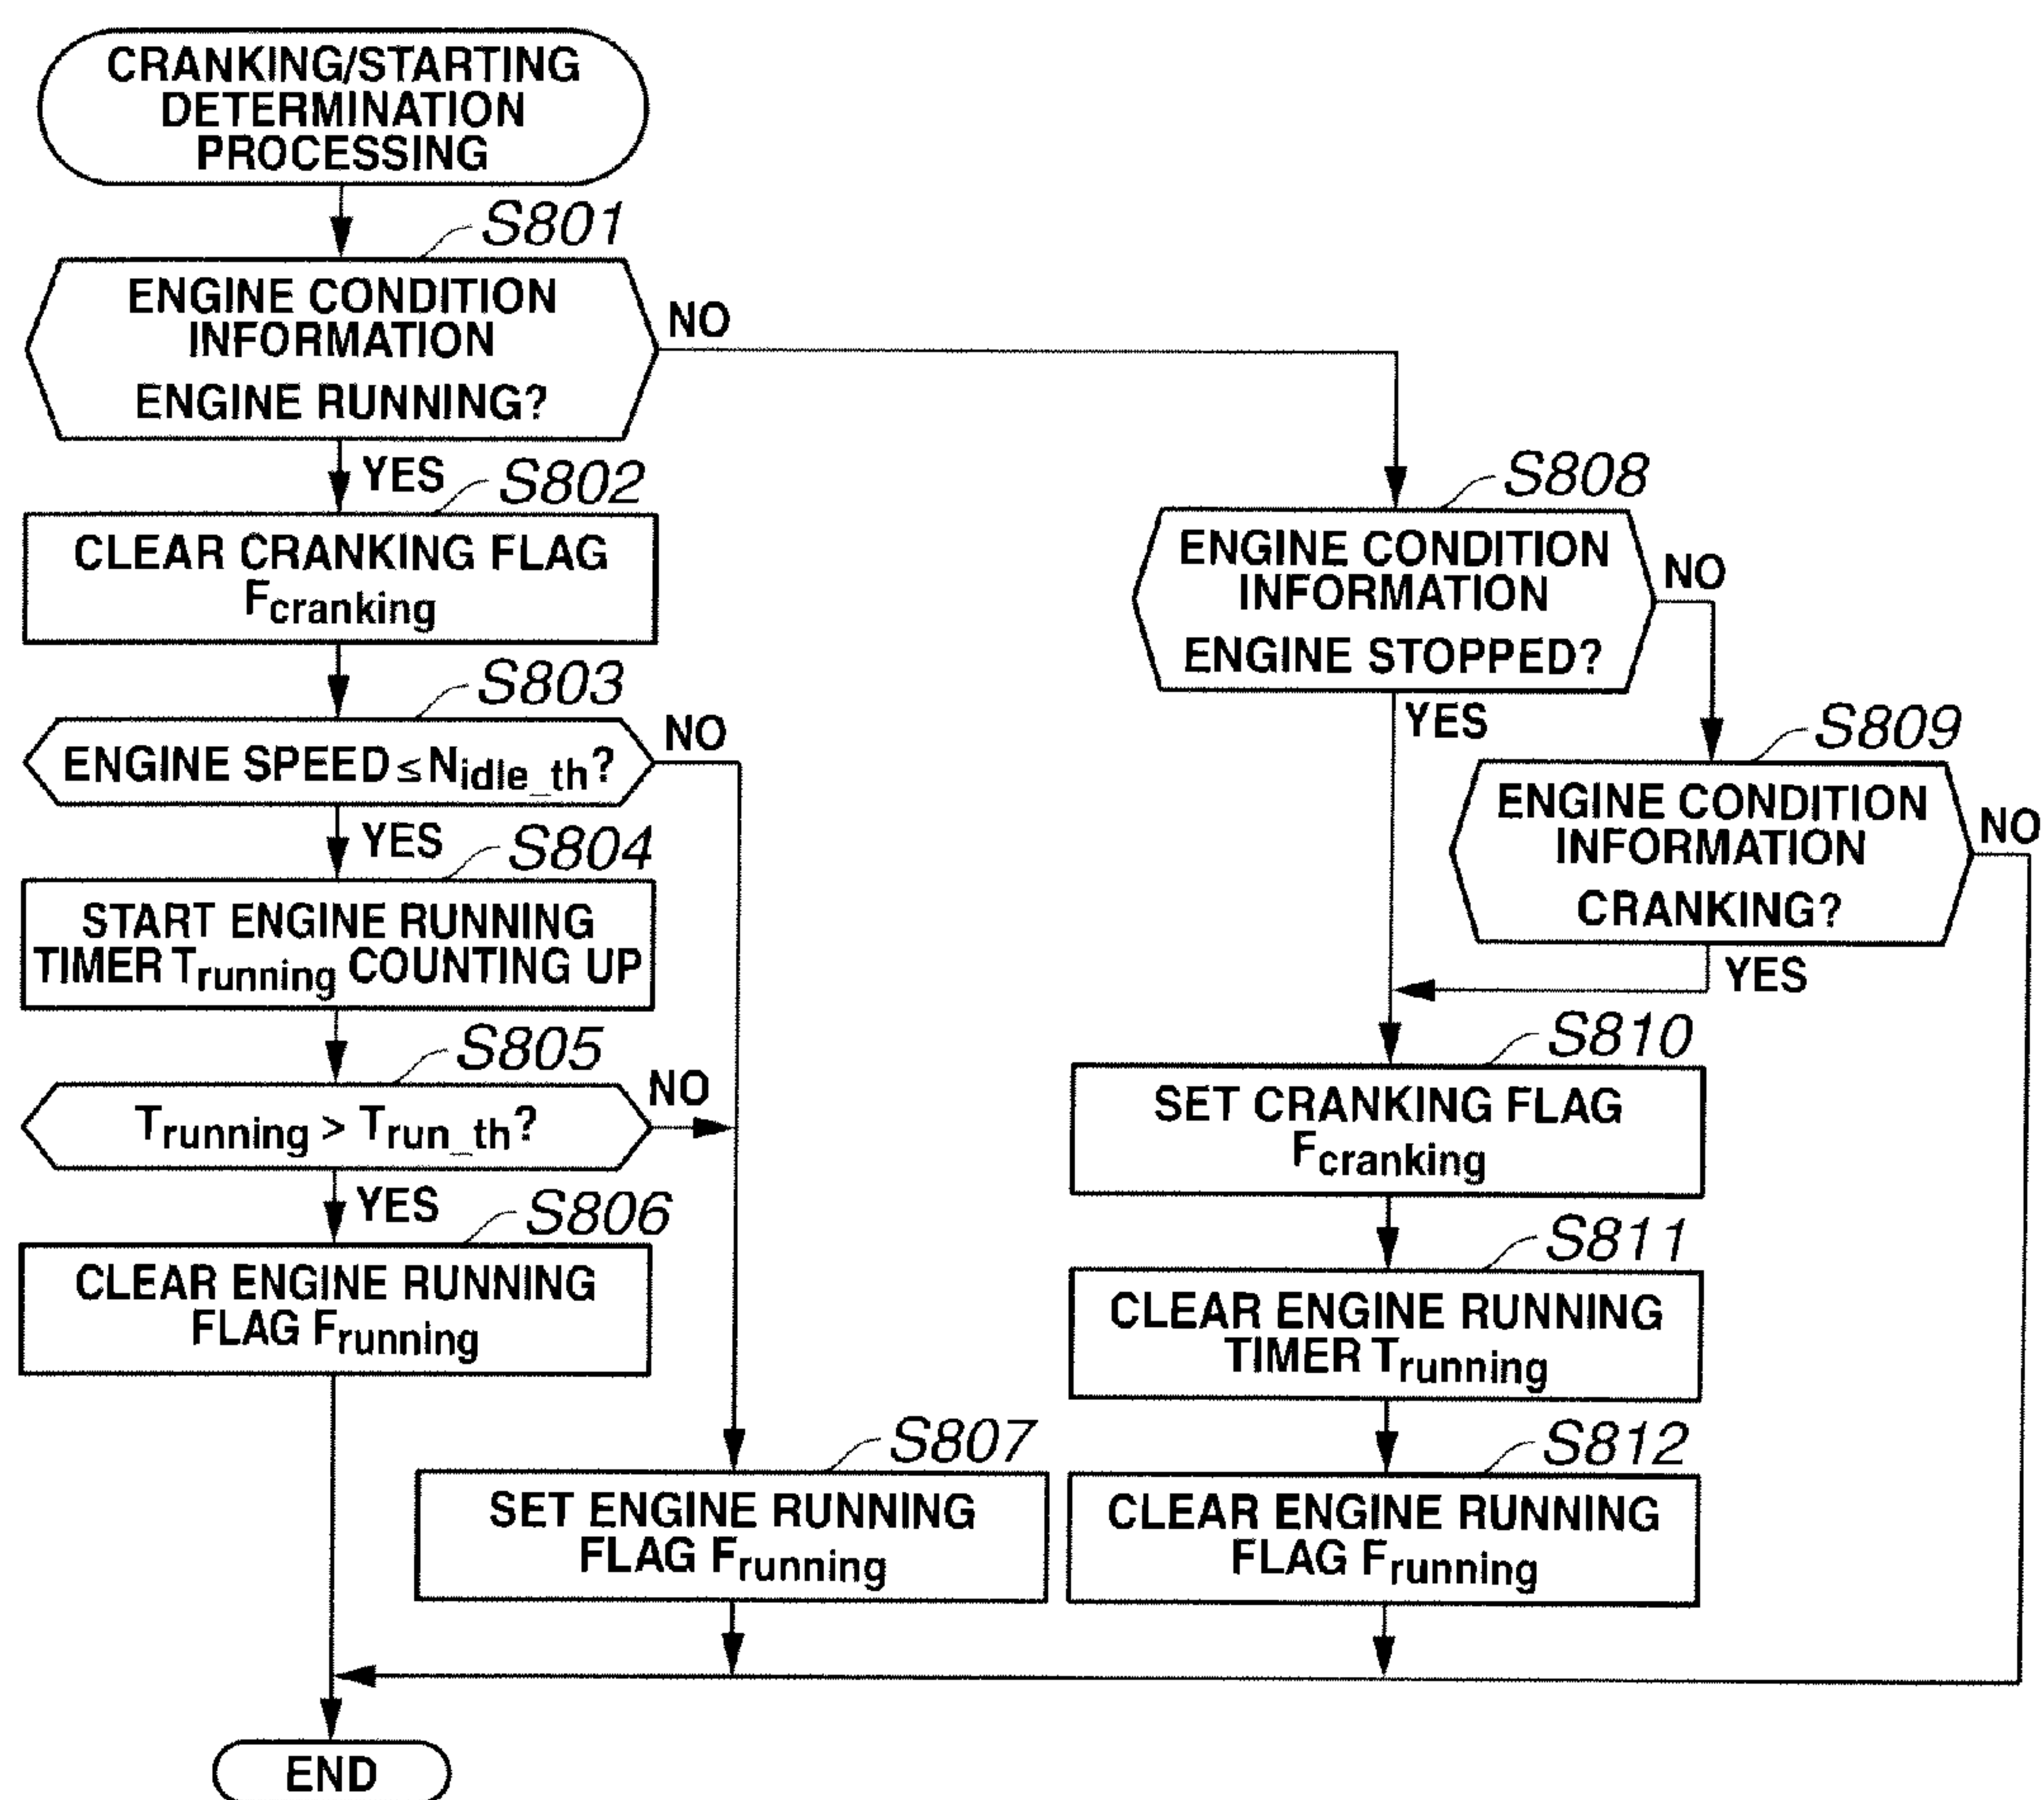 CRANKING/STARTING
DETERMINATION
PROCESSING
S801
ENGINE CONDITION
INFORMATION
ENGINE RUNNING?
NO
YES
S802
CLEAR CRANKING FLAG
Fcranking
S803
ENGINE SPEED ≤ Nidle_th?
NO
YES
S804
START ENGINE RUNNING
TIMER Trunning COUNTING UP
S805
Trunning > Trun_th?
NO
YES
S806
CLEAR ENGINE RUNNING
FLAG Frunning
S807
SET ENGINE RUNNING
FLAG Frunning
S808
ENGINE CONDITION
INFORMATION
ENGINE STOPPED?
NO
YES
S809
ENGINE CONDITION
INFORMATION
CRANKING?
NO
YES
S810
SET CRANKING FLAG
Fcranking
S811
CLEAR ENGINE RUNNING
TIMER Trunning
S812
CLEAR ENGINE RUNNING
FLAG Frunning
END